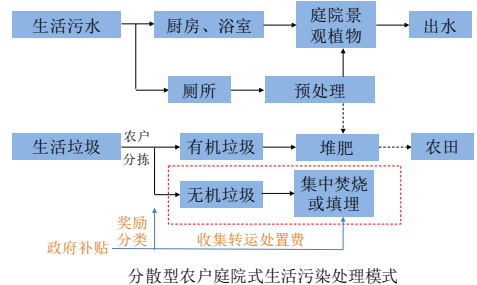 生活污水
厨房、浴室
庭院景
观植物
出水
厕所
预处理
生活垃圾
农户
分拣
有机垃圾
堆肥
农田
无机垃圾
集中焚烧
或填埋
奖励
分类
收集转运处置费
政府补贴
分散型农户庭院式生活污染处理模式